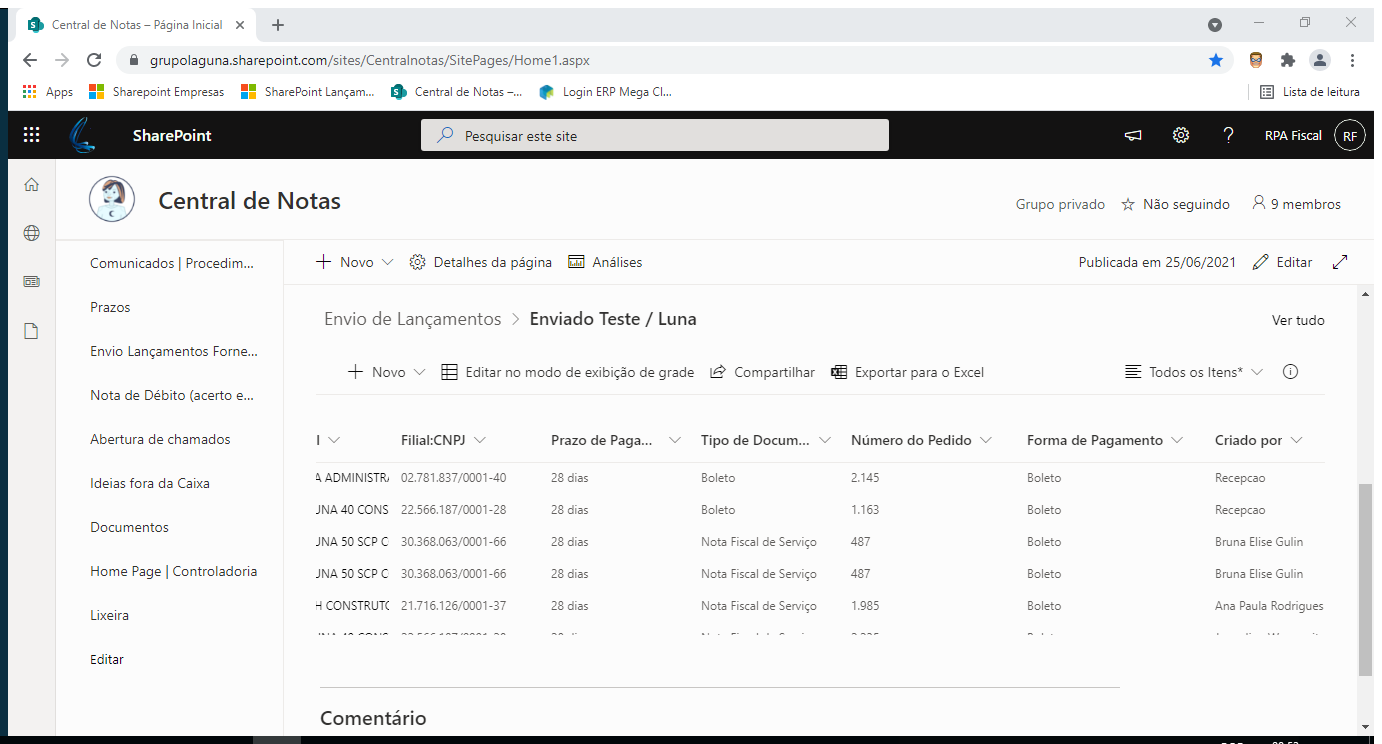 Central de Notas – Página Inicial
grupolaguna.sharepoint.com/sites/Centralnotas/SitePages/Home1.aspx
Apps Sharepoint Empresas SharePoint Lançam... Central de Notas –... Login ERP Mega Cl... Lista de leitura
SharePoint Pesquisar este site ? RPA Fiscal RF
Central de Notas
Grupo privado Não seguindo 9 membros
Comunicados | Procedim...
Prazos
Envio Lançamentos Forne...
Nota de Débito (acerto e...
Abertura de chamados
Ideias fora da Caixa
Documentos
Home Page | Controladoria
Lixeira
Editar
Novo Detalhes da página Análises Publicada em 25/06/2021 Editar
Envio de Lançamentos > Enviado Teste / Luna Ver tudo
Novo Editar no modo de exibição de grade Compartilhar Exportar para o Excel Todos os Itens*
Filial:CNPJ Prazo de Paga... Tipo de Docum... Número do Pedido Forma de Pagamento Criado por
A ADMINISTRA 02.781.837/0001-40 28 dias Boleto 2.145 Boleto Recepcao
JNA 40 CONS 22.566.187/0001-28 28 dias Boleto 1.163 Boleto Recepcao
JNA 50 SCP C 30.368.063/0001-66 28 dias Nota Fiscal de Serviço 487 Boleto Bruna Elise Gulin
JNA 50 SCP C 30.368.063/0001-66 28 dias Nota Fiscal de Serviço 487 Boleto Bruna Elise Gulin
H CONSTRUTC 21.716.126/0001-37 28 dias Nota Fiscal de Serviço 1.985 Boleto Ana Paula Rodrigues
Comentário